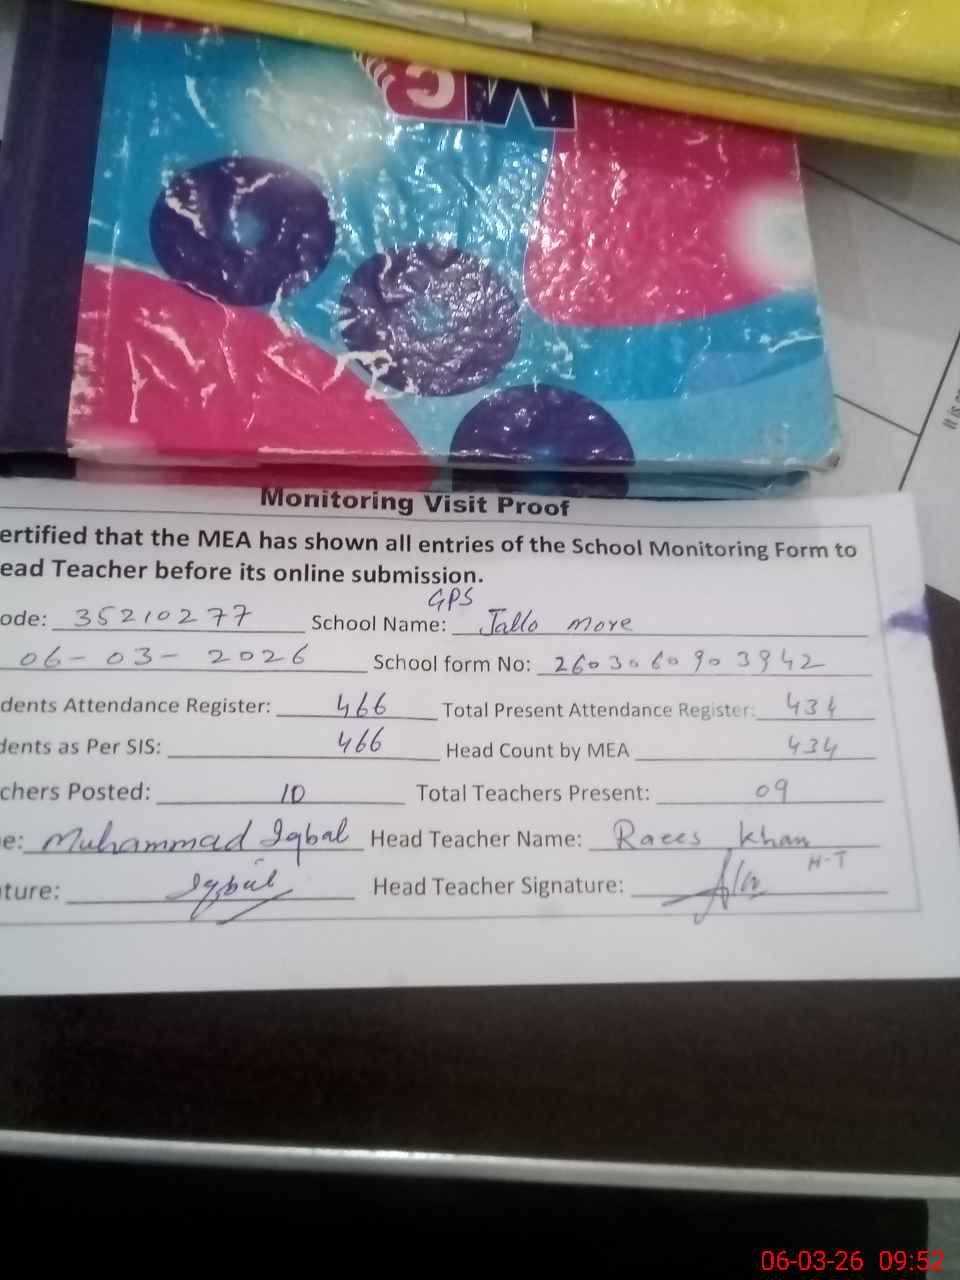 MC
It is
Monitoring Visit Proof
ertified that the MEA has shown all entries of the School Monitoring Form to
ead Teacher before its online submission.
ode: 35210277 School Name: GPS Jallo more
06-03-2026 School form No: 2603060903942
dents Attendance Register: 466 Total Present Attendance Register: 434
dents as Per SIS: 466 Head Count by MEA 434
chers Posted: 10 Total Teachers Present: 09
e: Muhammad Iqbal Head Teacher Name: Raees Khan
H-T
ture: Iqbal Head Teacher Signature:
06-03-26 09:52